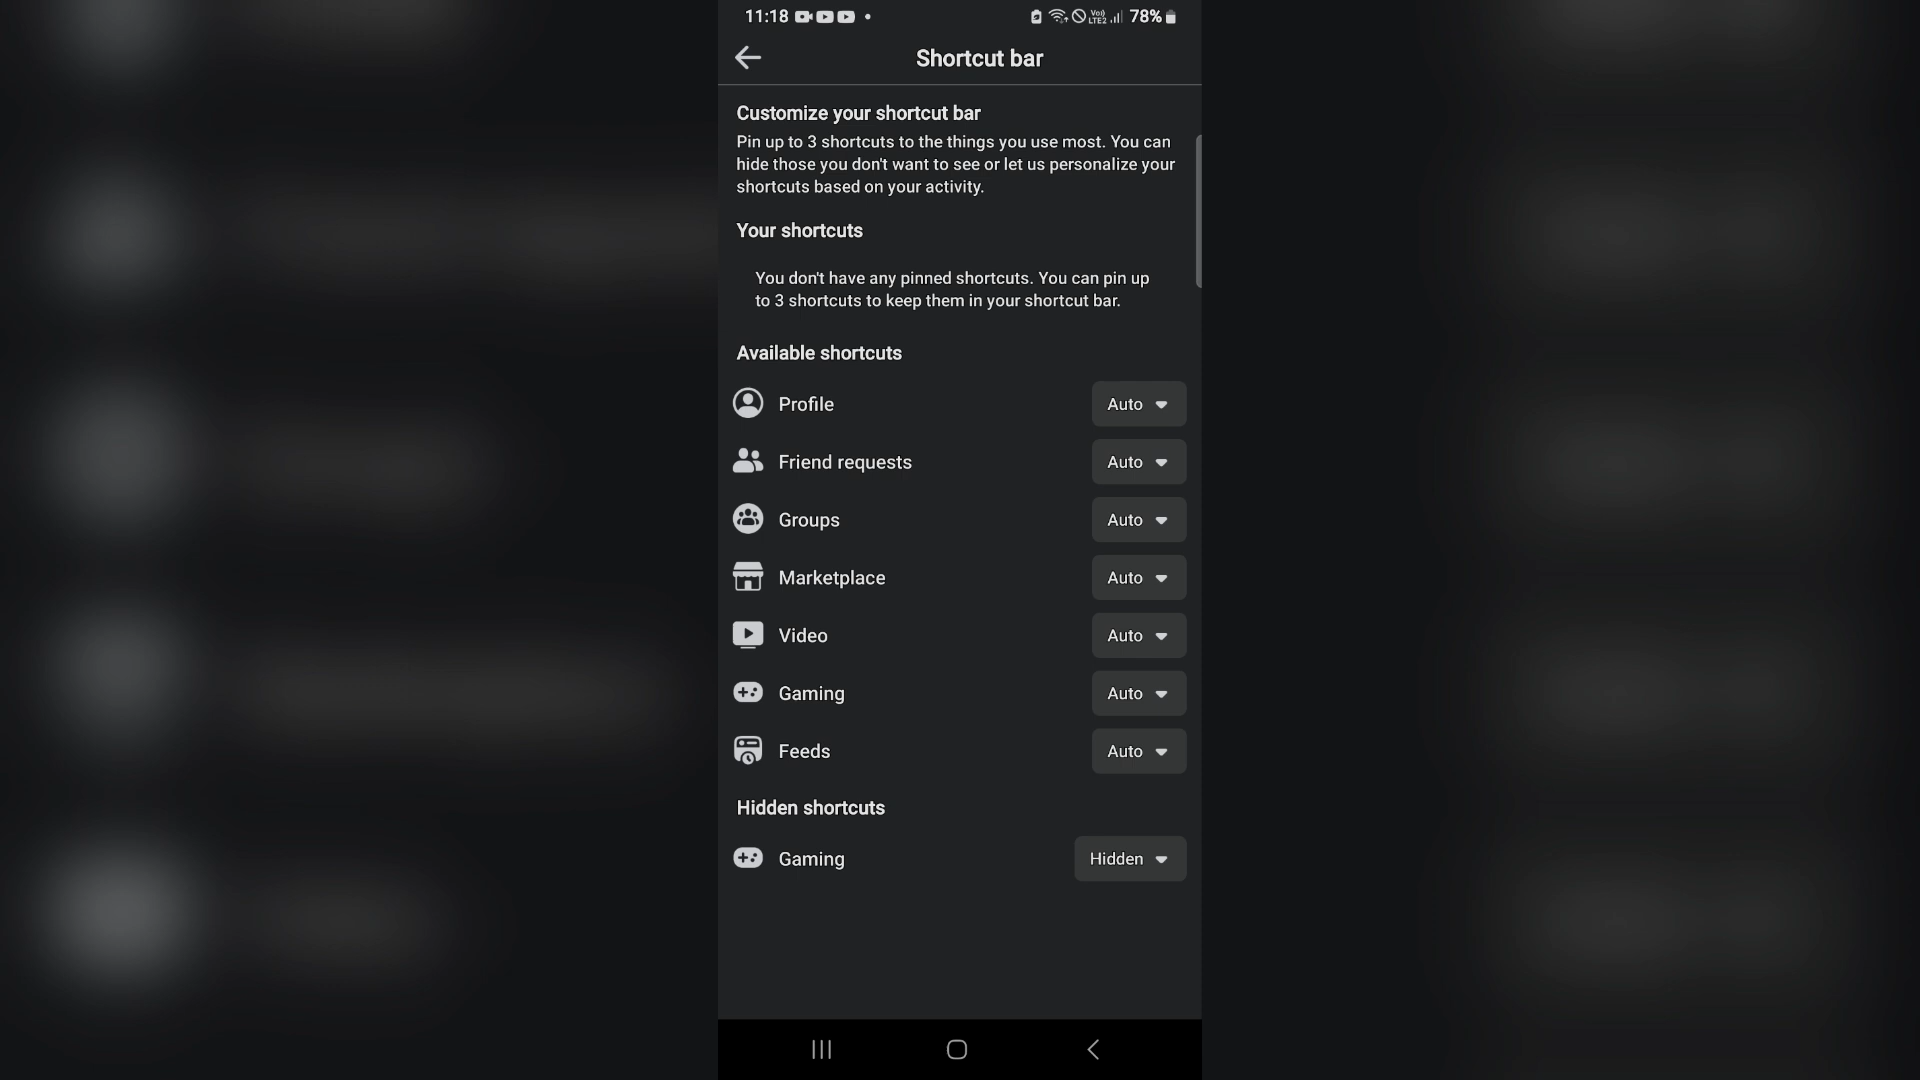 11:18
Vo)) LTE2 78%
Shortcut bar
Customize your shortcut bar
Pin up to 3 shortcuts to the things you use most. You can
hide those you don't want to see or let us personalize your
shortcuts based on your activity.
Your shortcuts
You don't have any pinned shortcuts. You can pin up
to 3 shortcuts to keep them in your shortcut bar.
Available shortcuts
Profile Auto
Friend requests Auto
Groups Auto
Marketplace Auto
Video Auto
Gaming Auto
Feeds Auto
Hidden shortcuts
Gaming Hidden